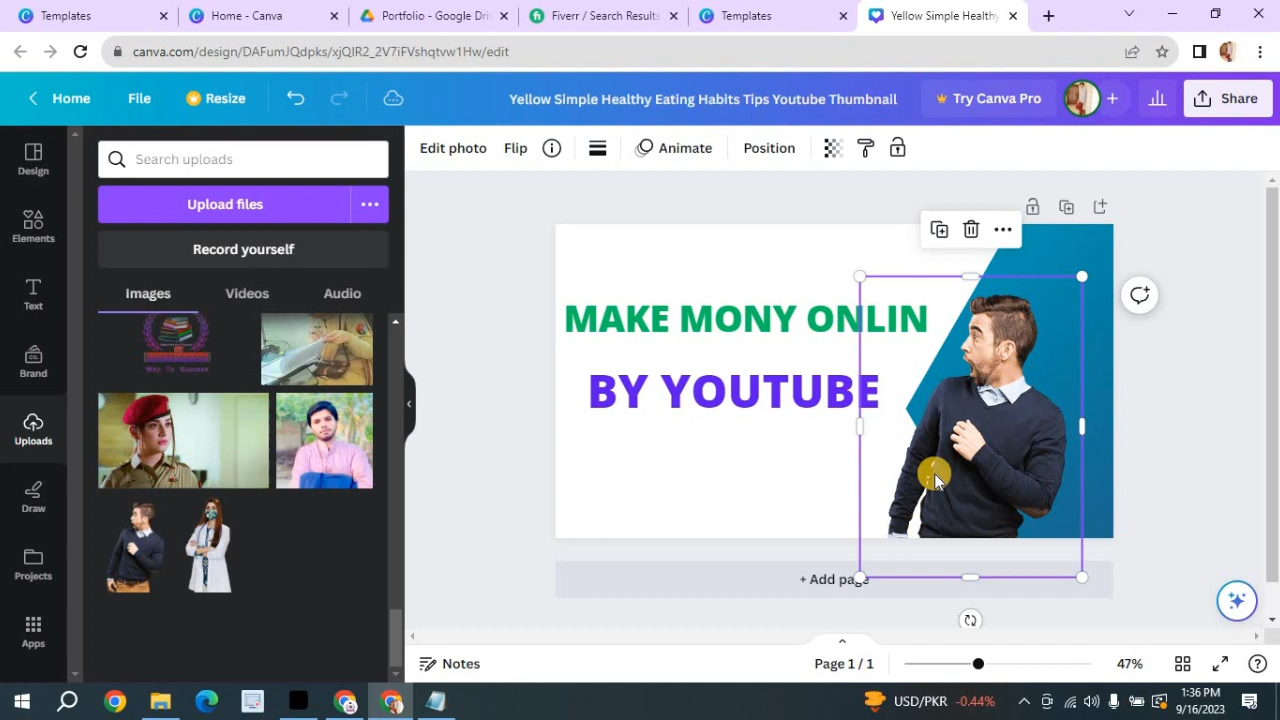 Templates
Home - Canva
Portfolio - Google Dri
Fiverr / Search Results
Templates
Yellow Simple Healthy
canva.com/design/DAFumJQdpks/xjQIR2_2V7iFVshqtvw1Hw/edit
Home
File
Resize
Yellow Simple Healthy Eating Habits Tips Youtube Thumbnail
Try Canva Pro
Share
Design
Elements
Text
Brand
Uploads
Draw
Projects
Apps
Search uploads
Upload files
Record yourself
Images
Videos
Audio
Way To Success
Edit photo
Flip
Animate
Position
MAKE MONY ONLIN
BY YOUTUBE
+ Add page
Notes
Page 1 / 1
47%
USD/PKR -0.44%
1:36 PM
9/16/2023